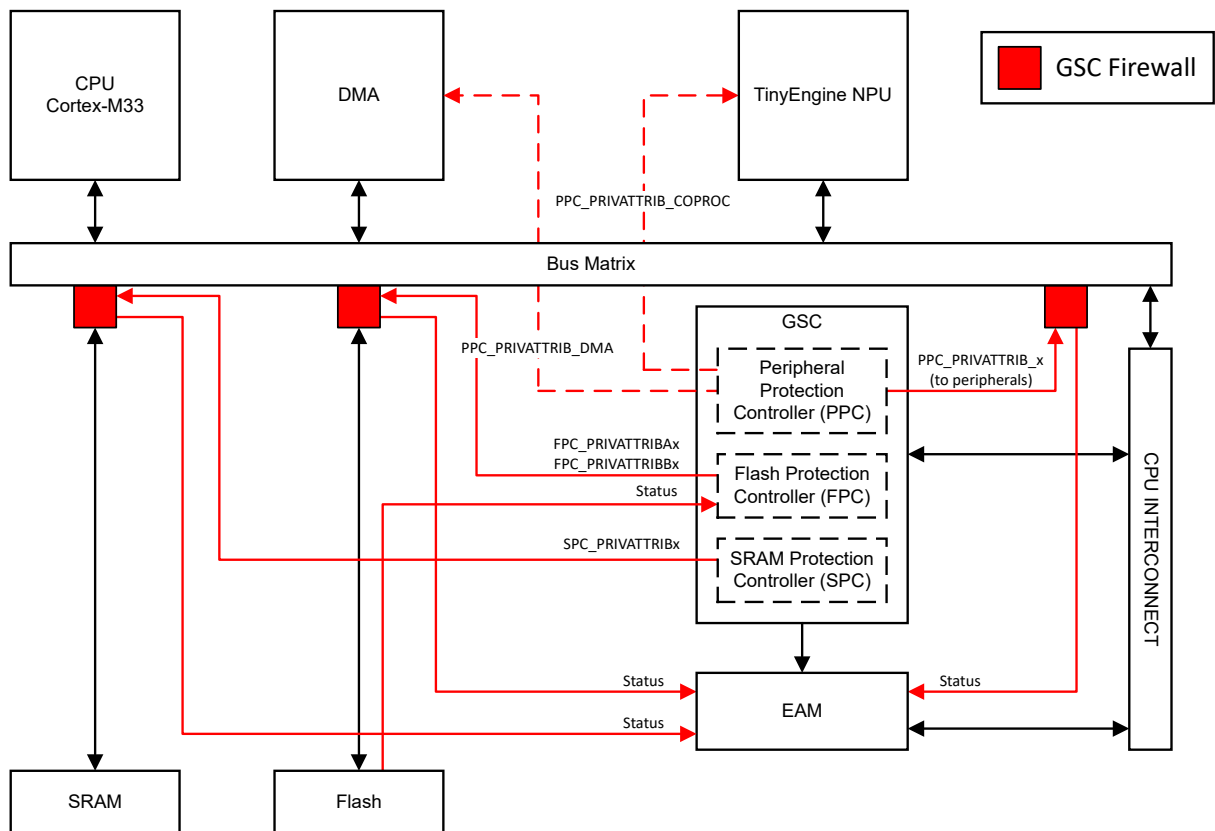 CPU
Cortex-M33
DMA
TinyEngine NPU
GSC Firewall
PPC_PRIVATTRIB_COPROC
Bus Matrix
GSC
PPC_PRIVATTRIB_DMA
Peripheral
Protection
Controller (PPC)
PPC_PRIVATTRIB_x
(to peripherals)
FPC_PRIVATTRIBAx
FPC_PRIVATTRIBBx
Status
Flash Protection
Controller (FPC)
SPC_PRIVATTRIBx
SRAM Protection
Controller (SPC)
CPU INTERCONNECT
Status
Status
EAM
Status
SRAM
Flash